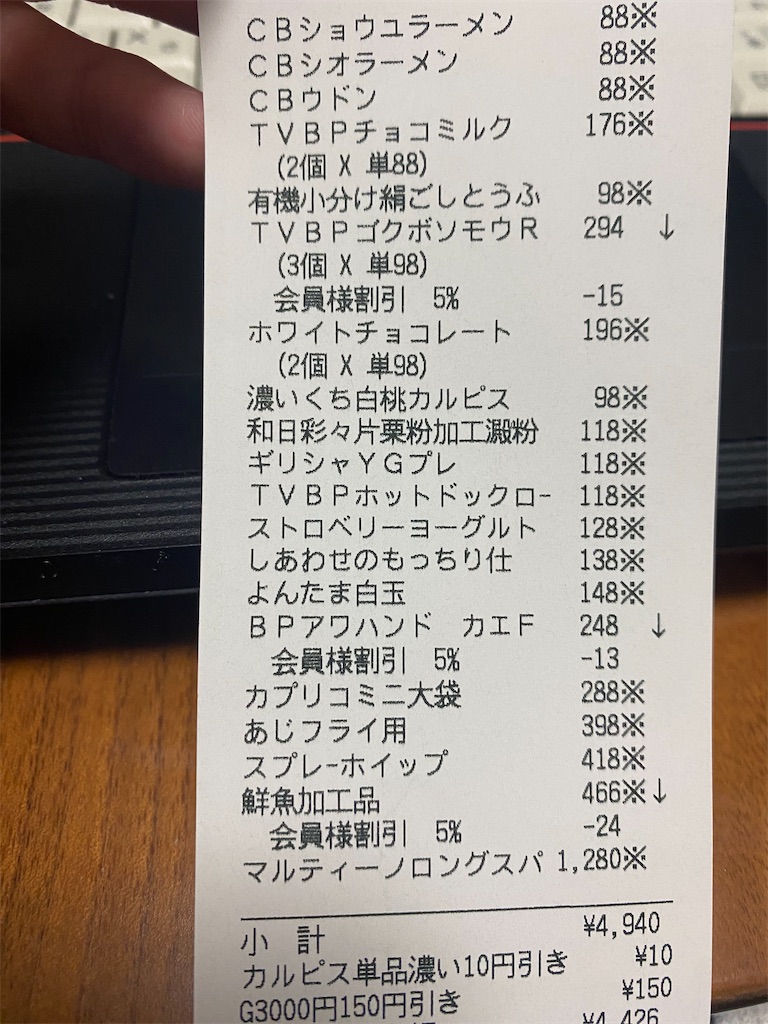 CBショウユラーメン 88※
CBシオラーメン 88※
CBウドン 88※
TVBPチョコミルク 176※
(2個 X 単88)
有機小分け絹ごしとうふ 98※
TVBPゴクボソモウR 294 ↓
(3個 X 単98)
会員様割引 5% -15
ホワイトチョコレート 196※
(2個 X 単98)
濃いくち白桃カルピス 98※
和日彩々片栗粉加工澱粉 118※
ギリシャYGプレ 118※
TVBPホットドックロ- 118※
ストロベリーヨーグルト 128※
しあわせのもっちり仕 138※
よんたま白玉 148※
BPアワハンド カエF 248 ↓
会員様割引 5% -13
カプリコミニ大袋 288※
あじフライ用 398※
スプレーホイップ 418※
鮮魚加工品 466※↓
会員様割引 5% -24
マルティーノロングスパ 1,280※
小 計 ¥4,940
カルピス単品濃い10円引き ¥10
G3000円150円引き ¥150
¥4,426